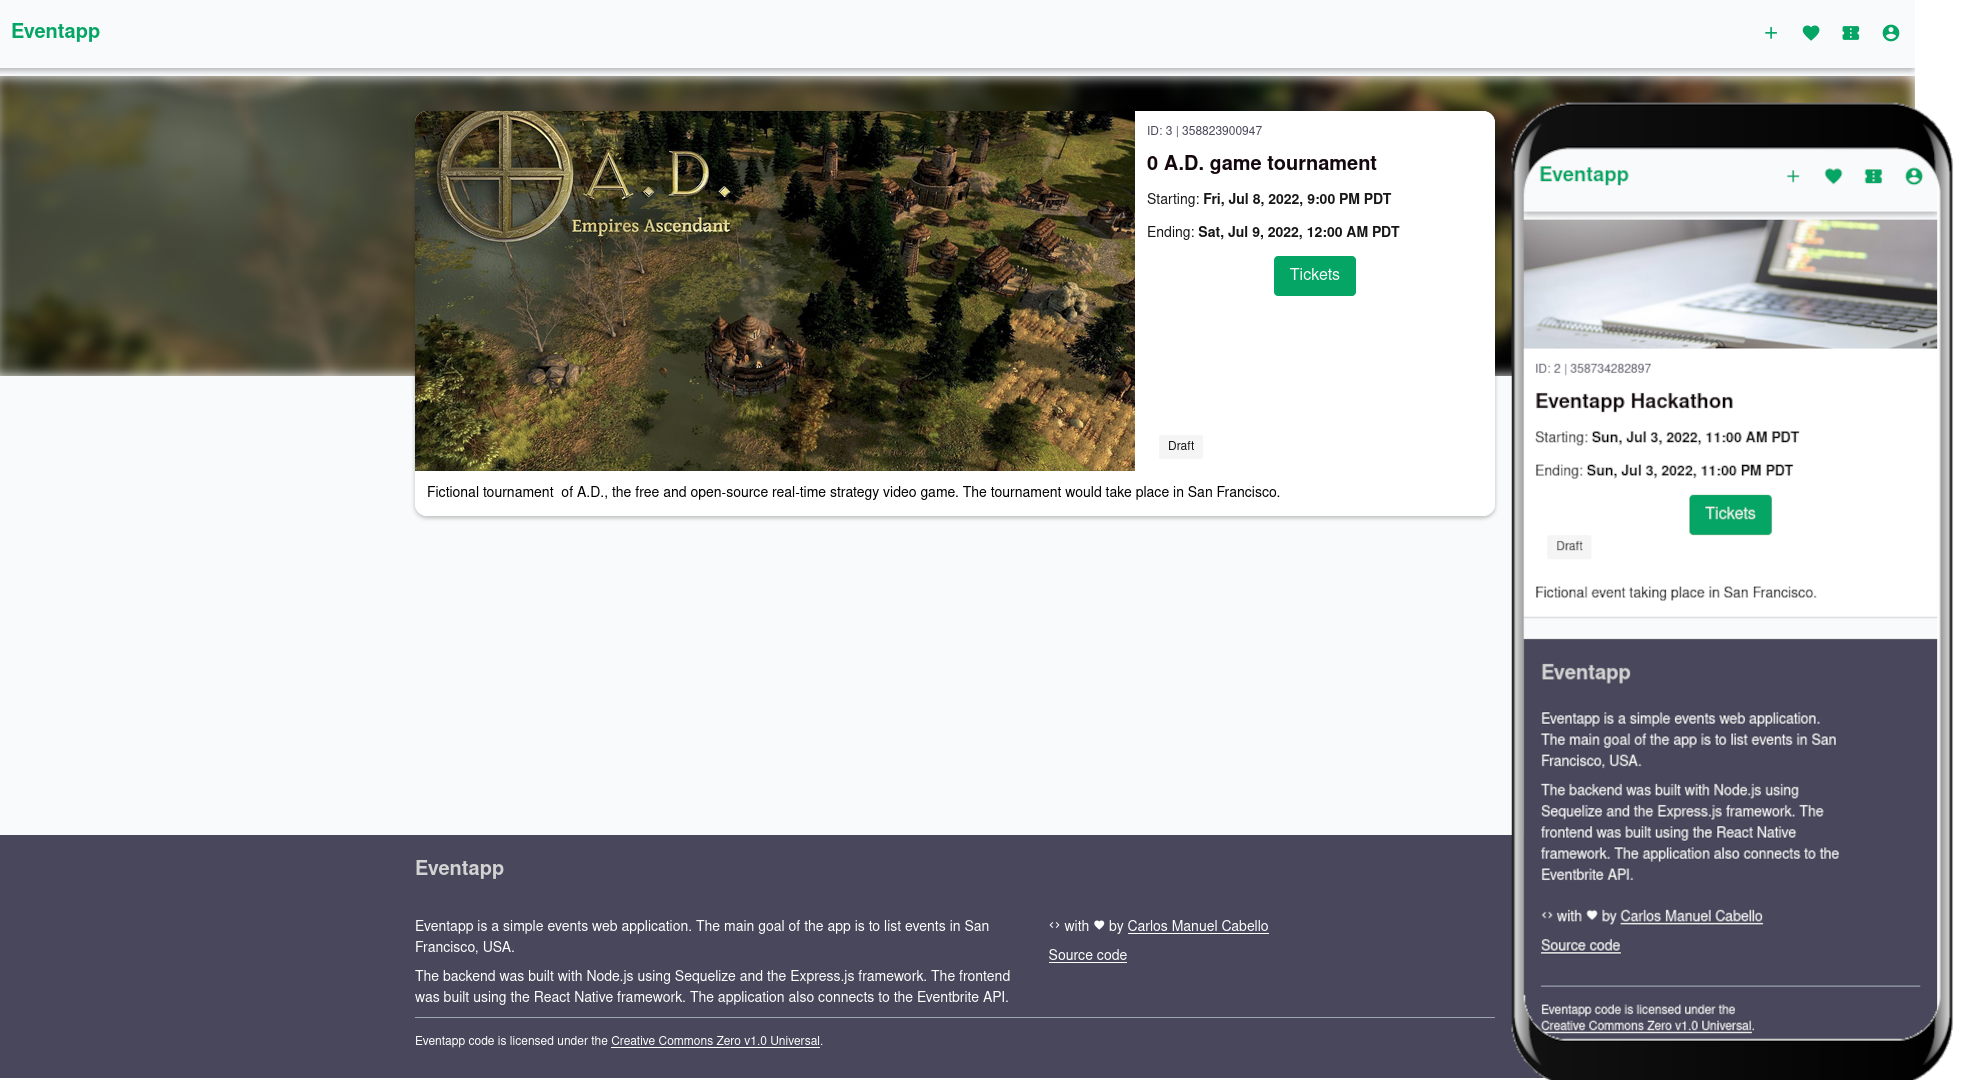 Eventapp
A. D.
Empires Ascendant
ID: 3 | 358823900947
0 A.D. game tournament
Starting: Fri, Jul 8, 2022, 9:00 PM PDT
Ending: Sat, Jul 9, 2022, 12:00 AM PDT
Tickets
Draft
Fictional tournament  of A.D., the free and open-source real-time strategy video game. The tournament would take place in San Francisco.
Eventapp
Eventapp is a simple events web application. The main goal of the app is to list events in San
Francisco, USA.
The backend was built with Node.js using Sequelize and the Express.js framework. The frontend
was built using the React Native framework. The application also connects to the Eventbrite API.
<> with ♥ by Carlos Manuel Cabello
Source code
Eventapp code is licensed under the Creative Commons Zero v1.0 Universal.
Eventapp
ID: 2 | 358734282897
Eventapp Hackathon
Starting: Sun, Jul 3, 2022, 11:00 AM PDT
Ending: Sun, Jul 3, 2022, 11:00 PM PDT
Tickets
Draft
Fictional event taking place in San Francisco.
Eventapp
Eventapp is a simple events web application.
The main goal of the app is to list events in San
Francisco, USA.
The backend was built with Node.js using
Sequelize and the Express.js framework. The
frontend was built using the React Native
framework. The application also connects to the
Eventbrite API.
<> with ♥ by Carlos Manuel Cabello
Source code
Eventapp code is licensed under the
Creative Commons Zero v1.0 Universal.